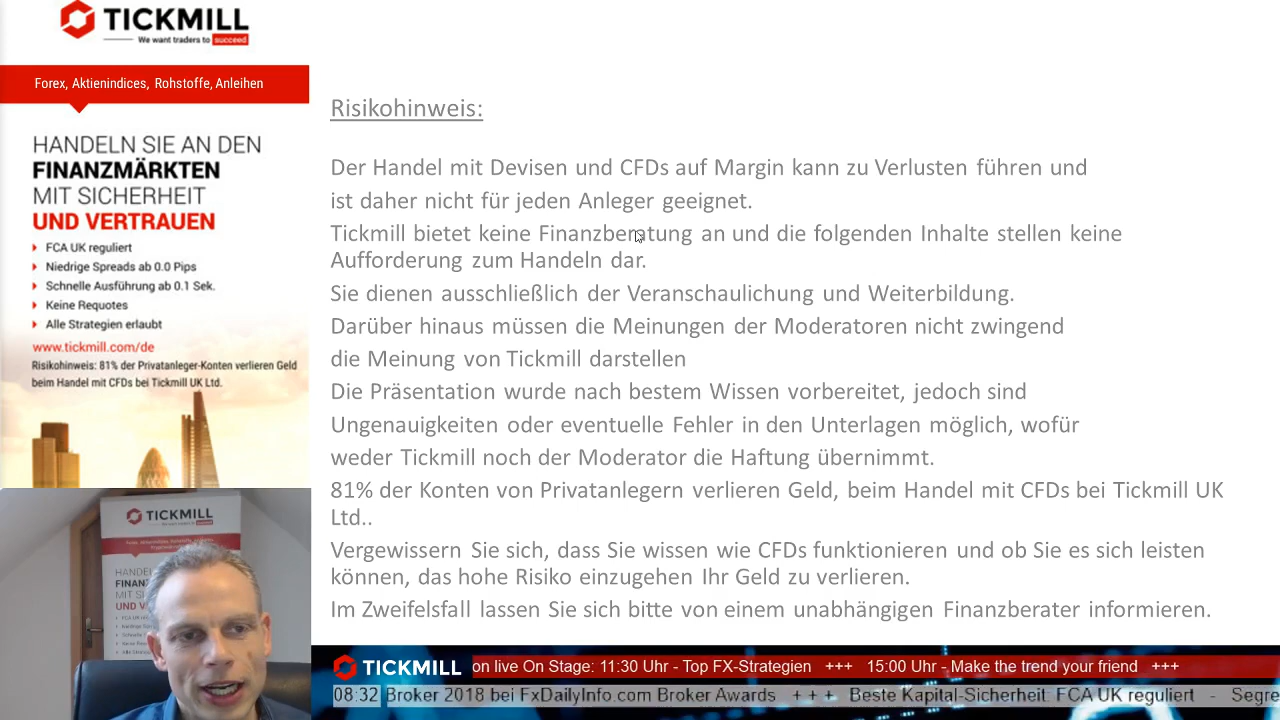 TICKMILL
We want traders to succeed
Forex, Aktienindices, Rohstoffe, Anleihen
HANDELN SIE AN DEN
FINANZMÄRKTEN
MIT SICHERHEIT
UND VERTRAUEN
FCA UK reguliert
Niedrige Spreads ab 0.0 Pips
Schnelle Ausführung ab 0.1 Sek.
Keine Requotes
Alle Strategien erlaubt
www.tickmill.com/de
Risikohinweis: 81% der Privatanleger-Konten verlieren Geld
beim Handel mit CFDs bei Tickmill UK Ltd.
Risikohinweis:
Der Handel mit Devisen und CFDs auf Margin kann zu Verlusten führen und
ist daher nicht für jeden Anleger geeignet.
Tickmill bietet keine Finanzberatung an und die folgenden Inhalte stellen keine
Aufforderung zum Handeln dar.
Sie dienen ausschließlich der Veranschaulichung und Weiterbildung.
Darüber hinaus müssen die Meinungen der Moderatoren nicht zwingend
die Meinung von Tickmill darstellen
Die Präsentation wurde nach bestem Wissen vorbereitet, jedoch sind
Ungenauigkeiten oder eventuelle Fehler in den Unterlagen möglich, wofür
weder Tickmill noch der Moderator die Haftung übernimmt.
81% der Konten von Privatanlegern verlieren Geld, beim Handel mit CFDs bei Tickmill UK
Ltd..
Vergewissern Sie sich, dass Sie wissen wie CFDs funktionieren und ob Sie es sich leisten
können, das hohe Risiko einzugehen Ihr Geld zu verlieren.
Im Zweifelsfall lassen Sie sich bitte von einem unabhängigen Finanzberater informieren.
TICKMILL
HANDE
FINANZ
MIT SI
UND V
TICKMILL on live On Stage: 11:30 Uhr - Top FX-Strategien +++ 15:00 Uhr - Make the trend your friend +++
08:32 Broker 2018 bei FxDailyInfo.com Broker Awards + + + Beste Kapital-Sicherheit FCA UK reguliert - Segre